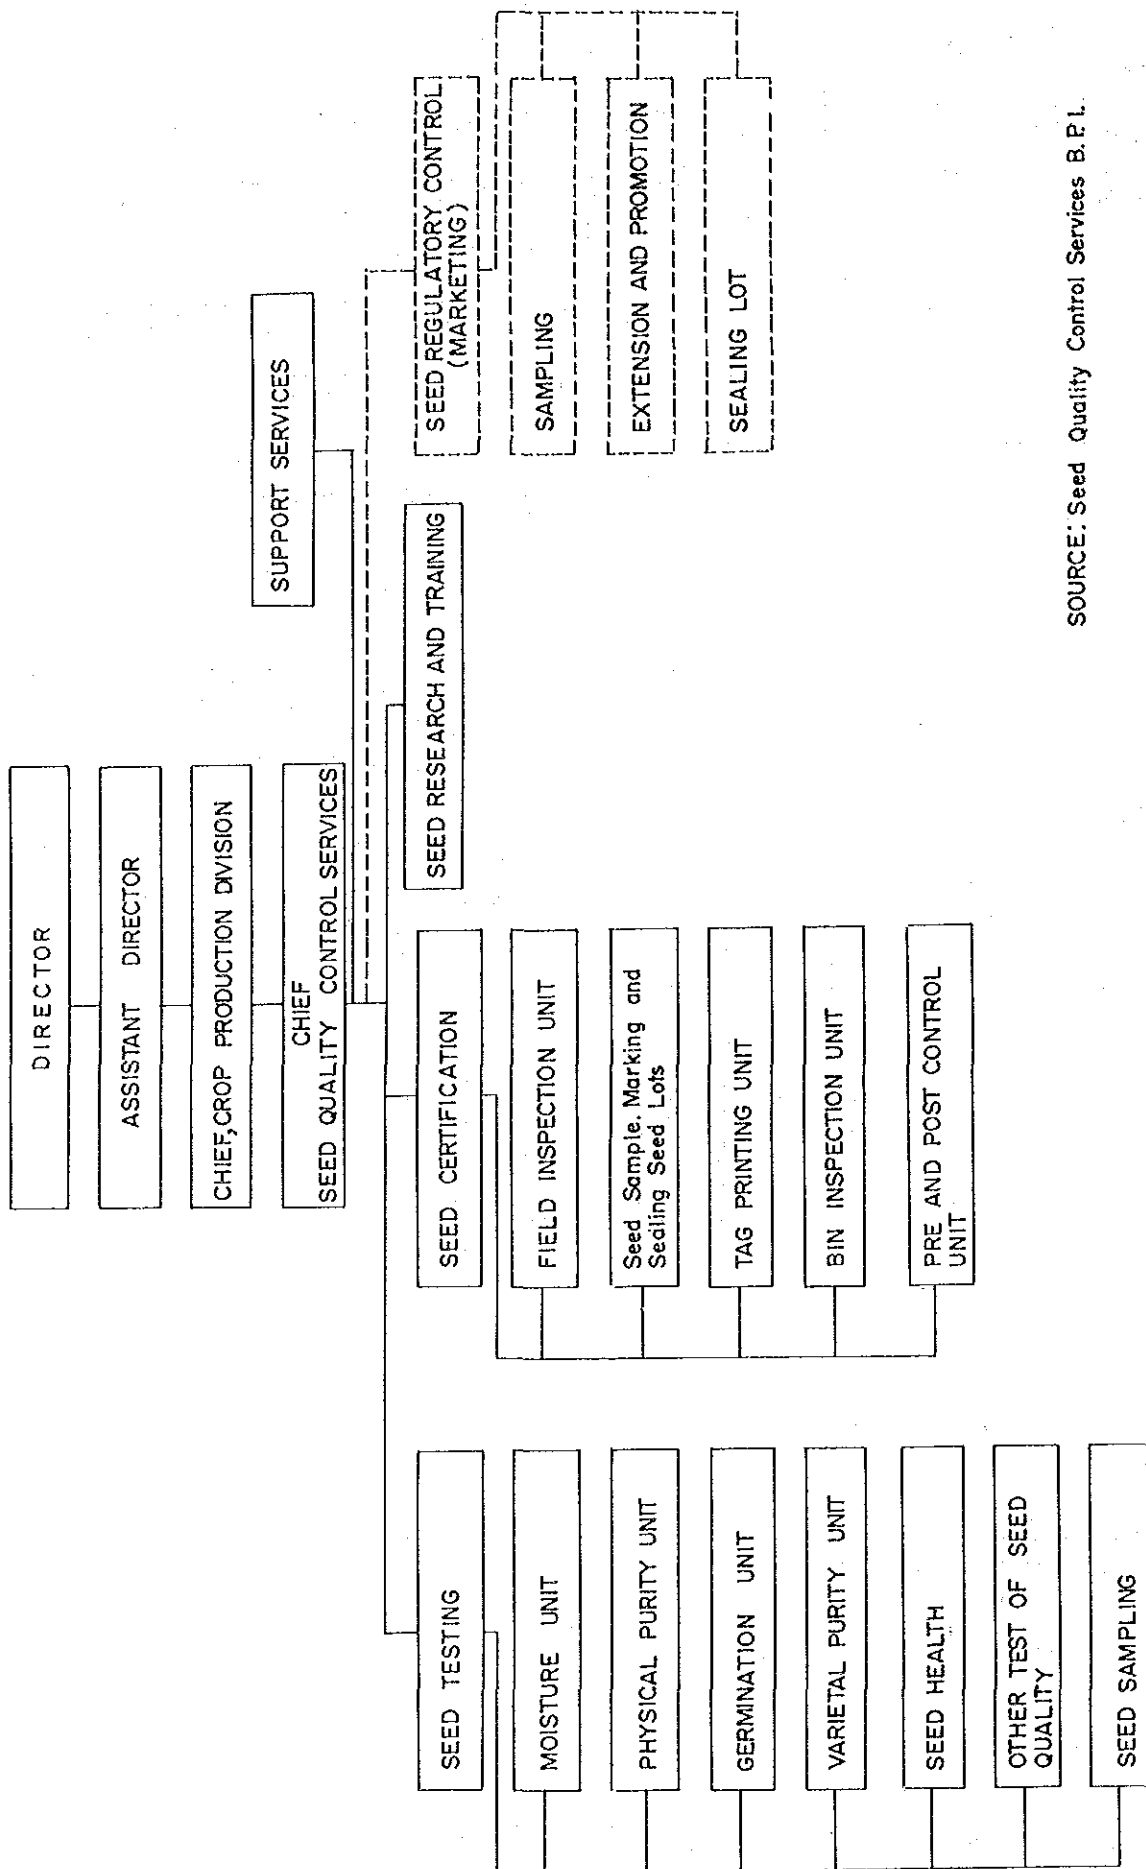 DIRECTOR
ASSISTANT DIRECTOR
CHIEF, CROP PRODUCTION DIVISION
CHIEF
SEED QUALITY CONTROL SERVICES
SUPPORT SERVICES
SEED TESTING
MOISTURE UNIT
PHYSICAL PURITY UNIT
GERMINATION UNIT
VARIETAL PURITY UNIT
SEED HEALTH
OTHER TEST OF SEED
QUALITY
SEED SAMPLING
SEED CERTIFICATION
FIELD INSPECTION UNIT
Seed Sample. Marking and
Sealing Seed Lots
TAG PRINTING UNIT
BIN INSPECTION UNIT
PRE AND POST CONTROL
UNIT
SEED RESEARCH AND TRAINING
SEED REGULATORY CONTROL
(MARKETING)
SAMPLING
EXTENSION AND PROMOTION
SEALING LOT
SOURCE: Seed Quality Control Services B.P.I.